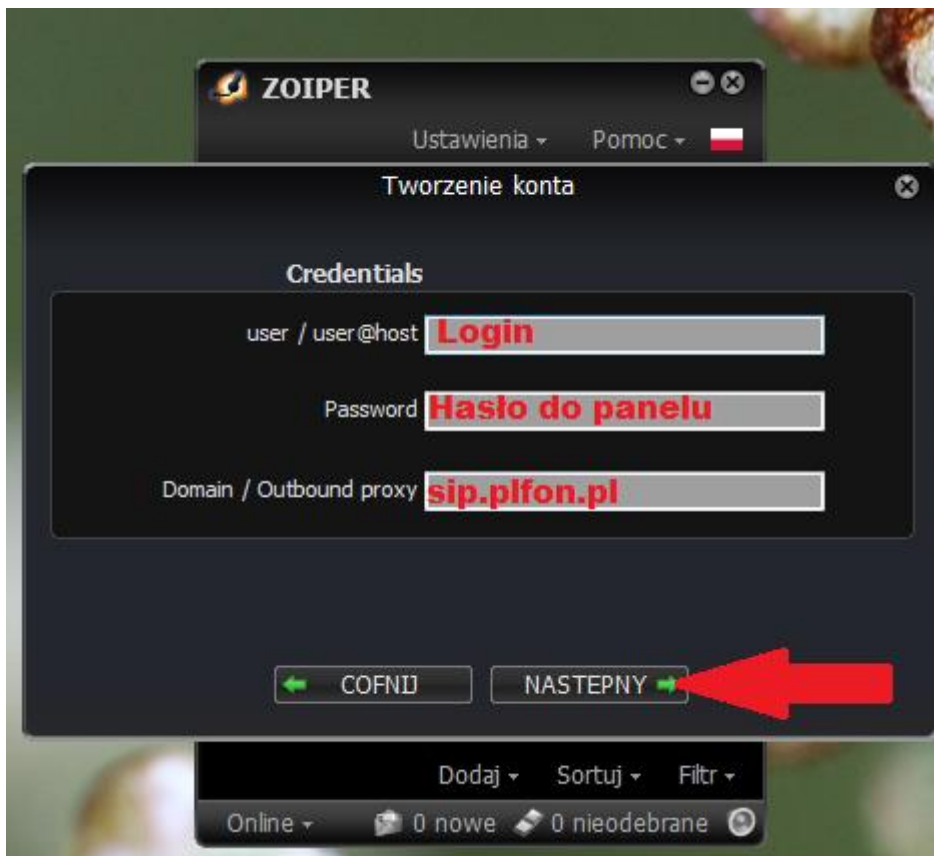 ZOIPER
Ustawienia Pomoc
Tworzenie konta
Credentials
user / user@host Login
Password Hasło do panelu
Domain / Outbound proxy sip.plfon.pl
COFNIJ NASTEPNY
Dodaj Sortuj Filtr
Online 0 nowe 0 nieodebrane